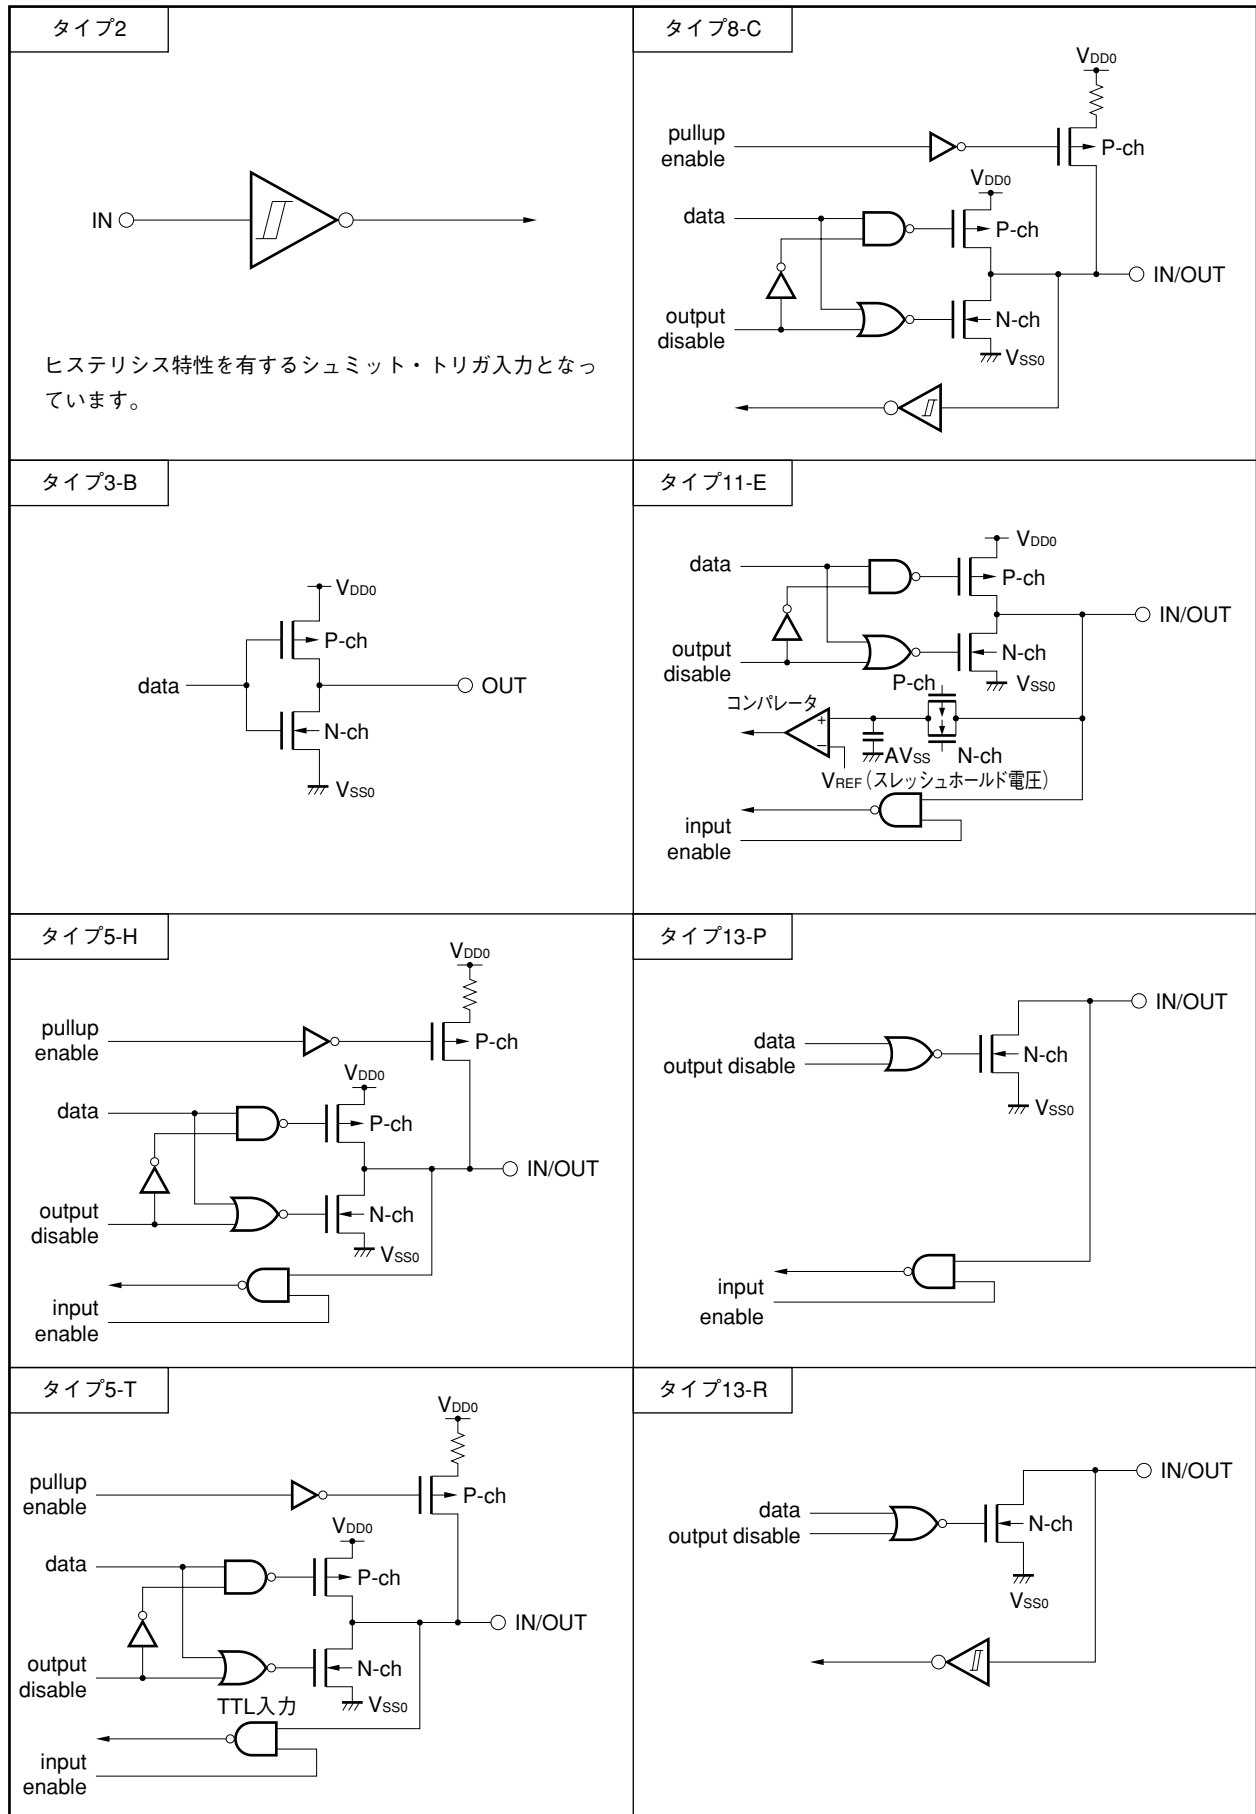 タイプ2
IN
ヒステリシス特性を有するシュミット・トリガ入力となっ
ています。
タイプ8-C
VDD0
pullup
enable
P-ch
VDD0
data
P-ch
IN/OUT
output
disable
N-ch
VSS0
タイプ3-B
VDD0
P-ch
data
OUT
N-ch
VSS0
タイプ11-E
VDD0
data
P-ch
IN/OUT
output
disable
N-ch
VSS0
P-ch
コンパレータ
+
−
AVSS
N-ch
VREF（スレッシュホールド電圧）
input
enable
タイプ5-H
VDD0
pullup
enable
P-ch
VDD0
data
P-ch
IN/OUT
output
disable
N-ch
VSS0
input
enable
タイプ13-P
IN/OUT
data
output disable
N-ch
VSS0
input
enable
タイプ5-T
VDD0
pullup
enable
P-ch
VDD0
data
P-ch
IN/OUT
output
disable
N-ch
VSS0
TTL入力
input
enable
タイプ13-R
IN/OUT
data
output disable
N-ch
VSS0